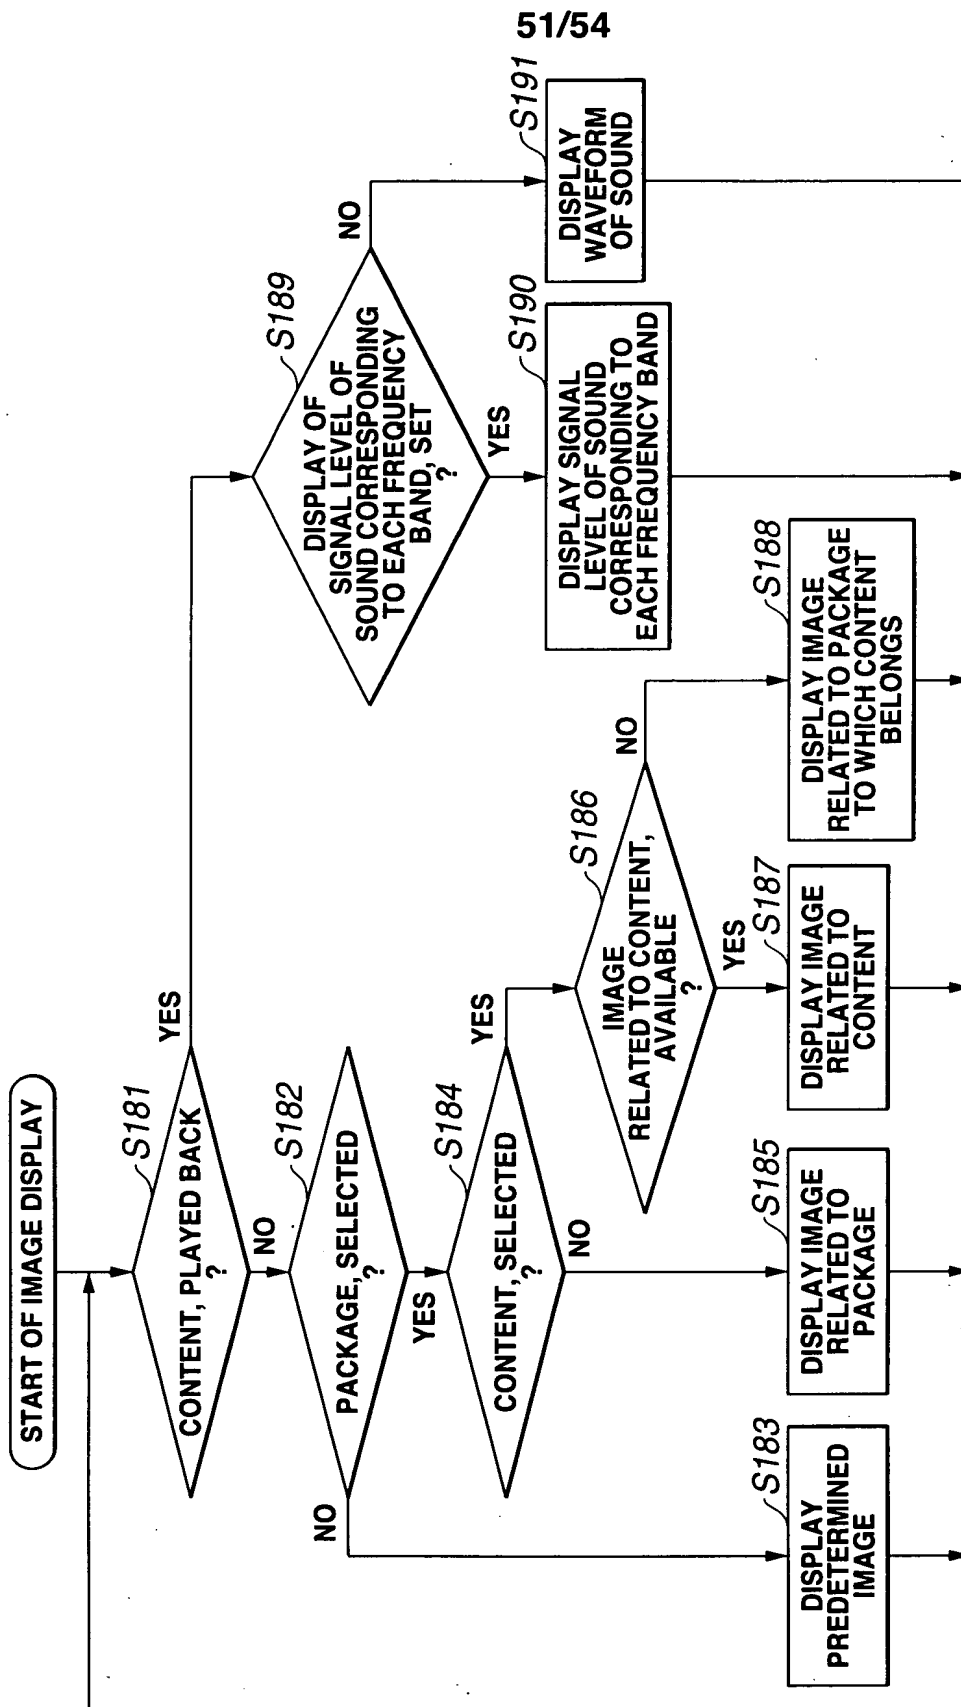 51/54
START OF IMAGE DISPLAY
S181
CONTENT, PLAYED BACK
?
YES
NO
S182
PACKAGE, SELECTED
?
NO
YES
S184
CONTENT, SELECTED
?
YES
NO
S186
IMAGE
RELATED TO CONTENT,
AVAILABLE
?
NO
YES
S189
DISPLAY OF
SIGNAL LEVEL OF
SOUND CORRESPONDING
TO EACH FREQUENCY
BAND, SET
?
NO
YES
S183
DISPLAY
PREDETERMINED
IMAGE
S185
DISPLAY IMAGE
RELATED TO
PACKAGE
S187
DISPLAY IMAGE
RELATED TO
CONTENT
S188
DISPLAY IMAGE
RELATED TO PACKAGE
TO WHICH CONTENT
BELONGS
S190
DISPLAY SIGNAL
LEVEL OF SOUND
CORRESPONDING TO
EACH FREQUENCY BAND
S191
DISPLAY
WAVEFORM
OF SOUND